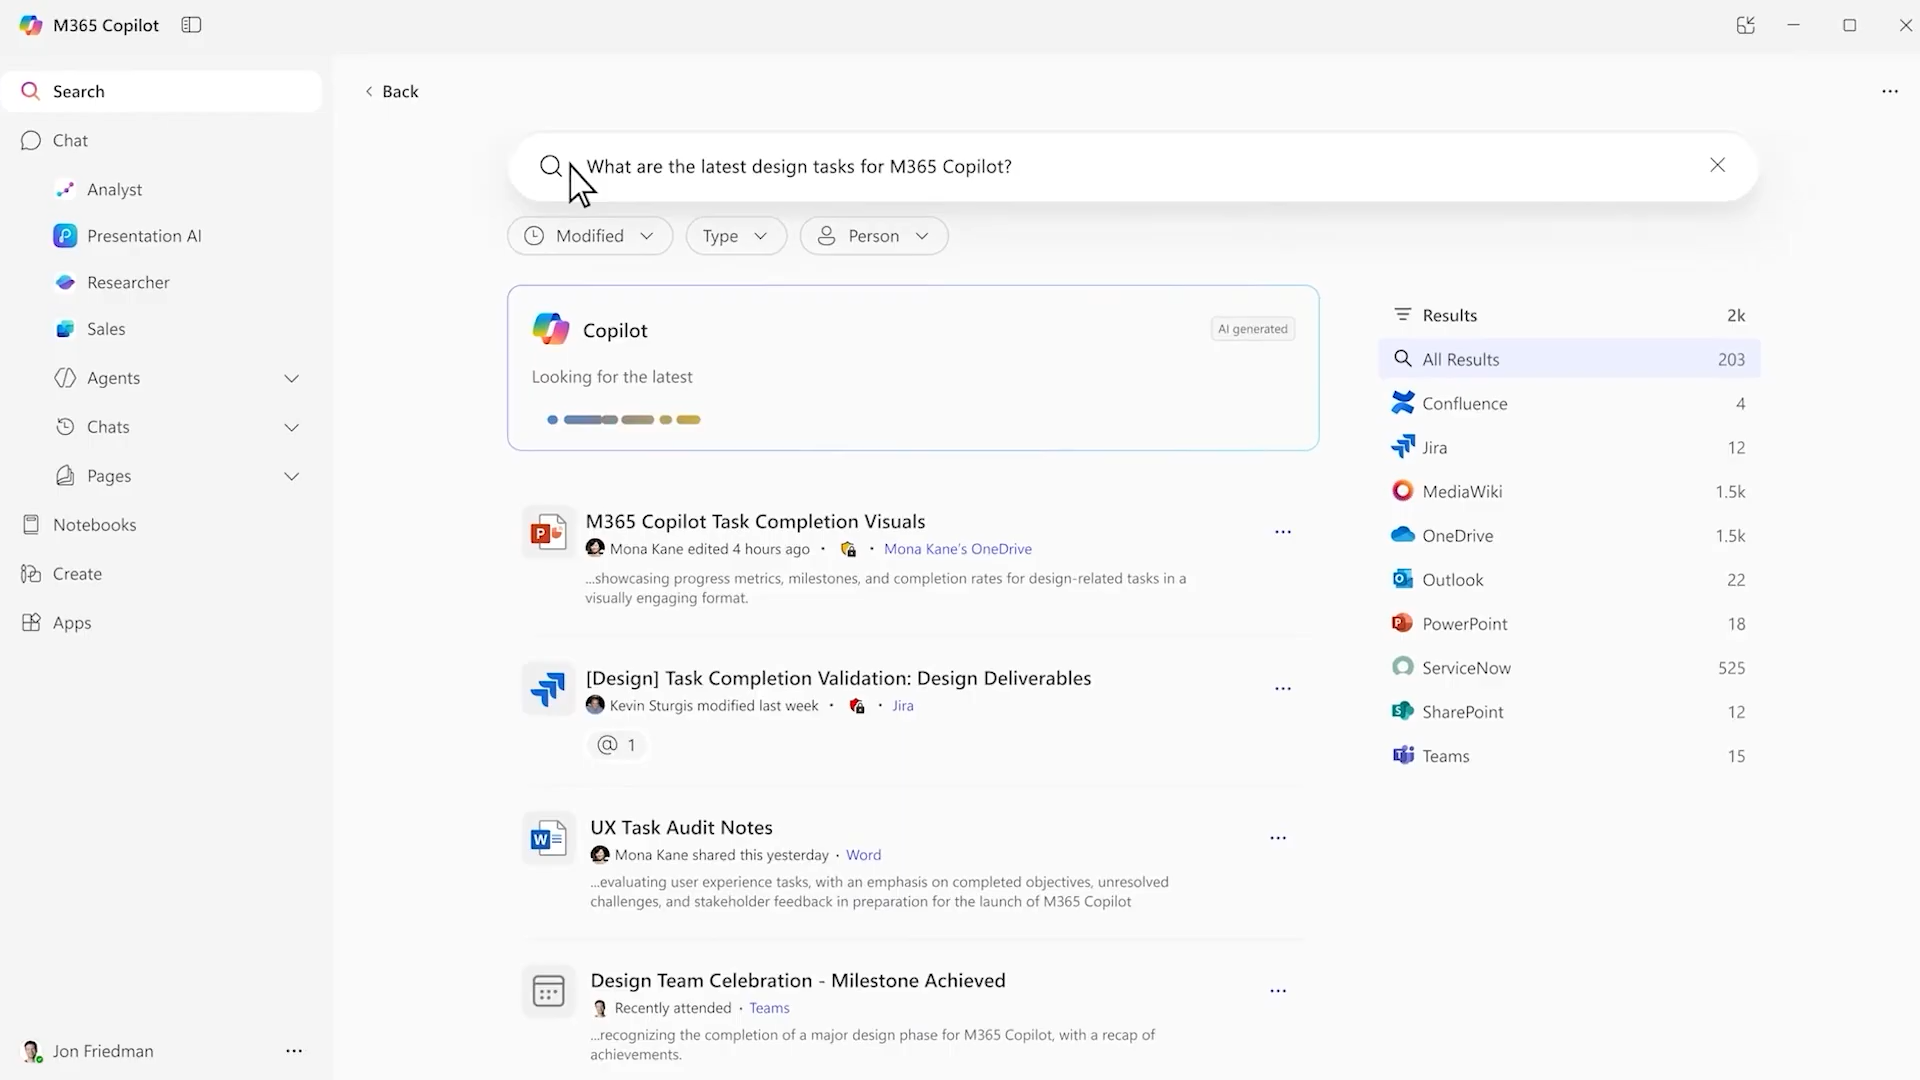 M365 Copilot
Search
Chat
Analyst
Presentation AI
Researcher
Sales
Agents
Chats
Pages
Notebooks
Create
Apps
Jon Friedman
Back
What are the latest design tasks for M365 Copilot?
Modified
Type
Person
Copilot
AI generated
Looking for the latest
M365 Copilot Task Completion Visuals
Mona Kane edited 4 hours ago · · Mona Kane's OneDrive
...showcasing progress metrics, milestones, and completion rates for design-related tasks in a
visually engaging format.
[Design] Task Completion Validation: Design Deliverables
Kevin Sturgis modified last week · · Jira
@ 1
UX Task Audit Notes
Mona Kane shared this yesterday · Word
...evaluating user experience tasks, with an emphasis on completed objectives, unresolved
challenges, and stakeholder feedback in preparation for the launch of M365 Copilot
Design Team Celebration - Milestone Achieved
Recently attended · Teams
...recognizing the completion of a major design phase for M365 Copilot, with a recap of
achievements.
Results 2k
All Results 203
Confluence 4
Jira 12
MediaWiki 1.5k
OneDrive 1.5k
Outlook 22
PowerPoint 18
ServiceNow 525
SharePoint 12
Teams 15